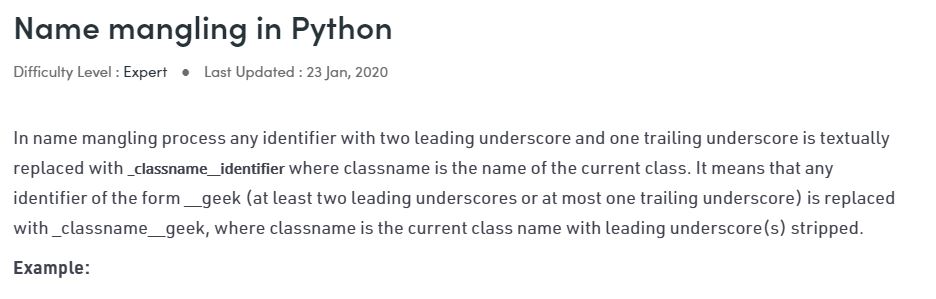 Name mangling in Python
Difficulty Level : Expert ● Last Updated : 23 Jan, 2020
In name mangling process any identifier with two leading underscore and one trailing underscore is textually
replaced with _classname__identifier where classname is the name of the current class. It means that any
identifier of the form __geek (at least two leading underscores or at most one trailing underscore) is replaced
with _classname__geek, where classname is the current class name with leading underscore(s) stripped.
Example: